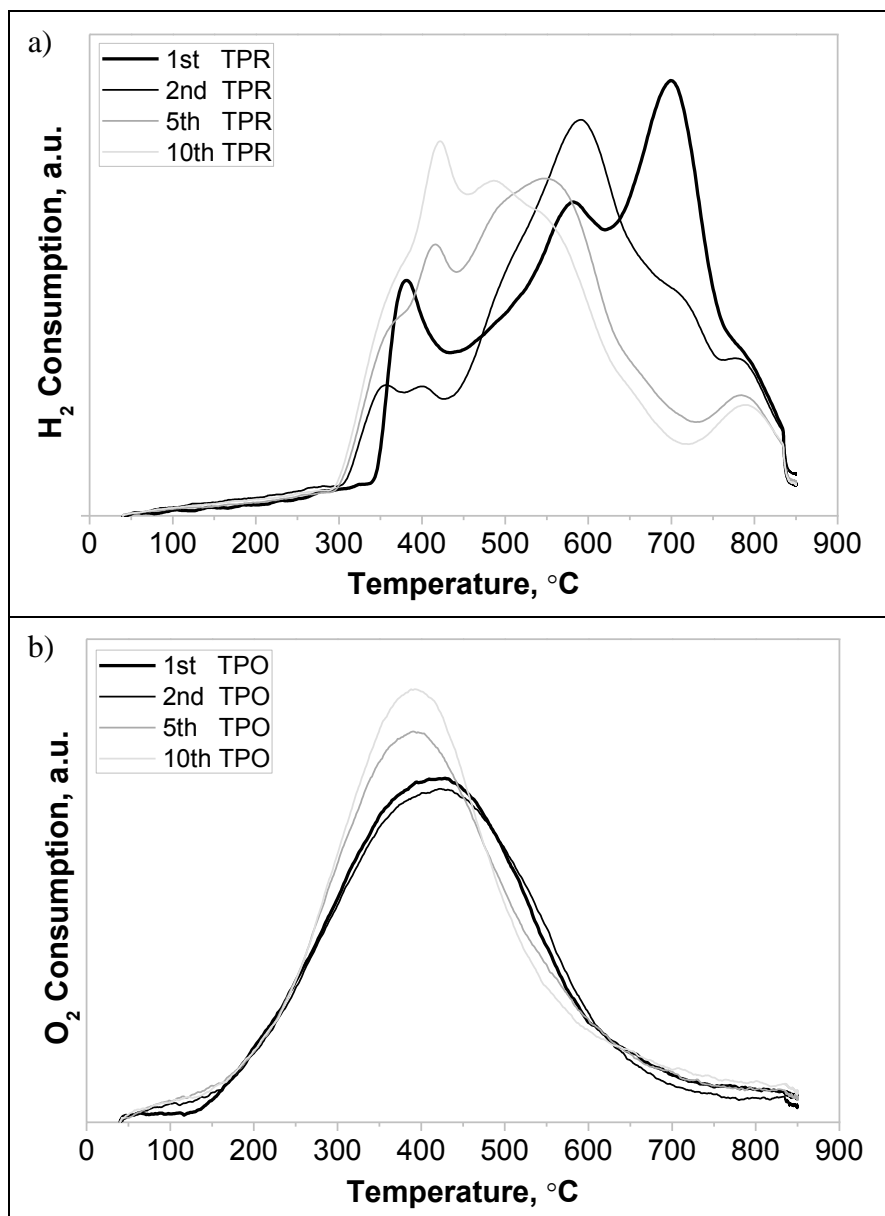 a)
1st TPR
2nd TPR
5th TPR
10th TPR
H2 Consumption, a.u.
0 100 200 300 400 500 600 700 800 900
Temperature, °C
b)
1st TPO
2nd TPO
5th TPO
10th TPO
O2 Consumption, a.u.
0 100 200 300 400 500 600 700 800 900
Temperature, °C